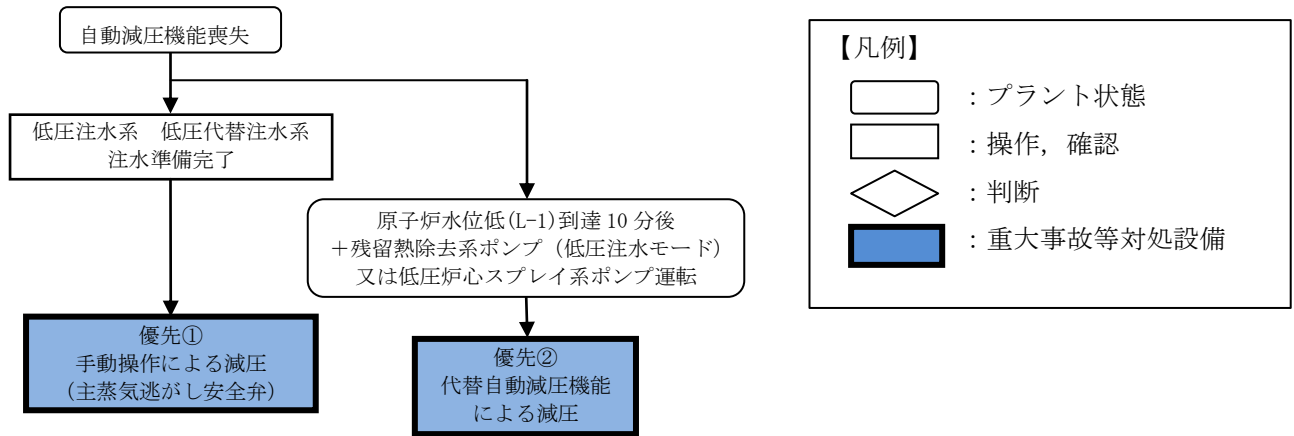 自動減圧機能喪失
低圧注水系　低圧代替注水系
注水準備完了
原子炉水位低(L-1)到達 10 分後
＋残留熱除去系ポンプ（低圧注水モード）
又は低圧炉心スプレイ系ポンプ運転
優先①
手動操作による減圧
（主蒸気逃がし安全弁）
優先②
代替自動減圧機能
による減圧
【凡例】
：プラント状態
：操作，確認
：判断
：重大事故等対処設備